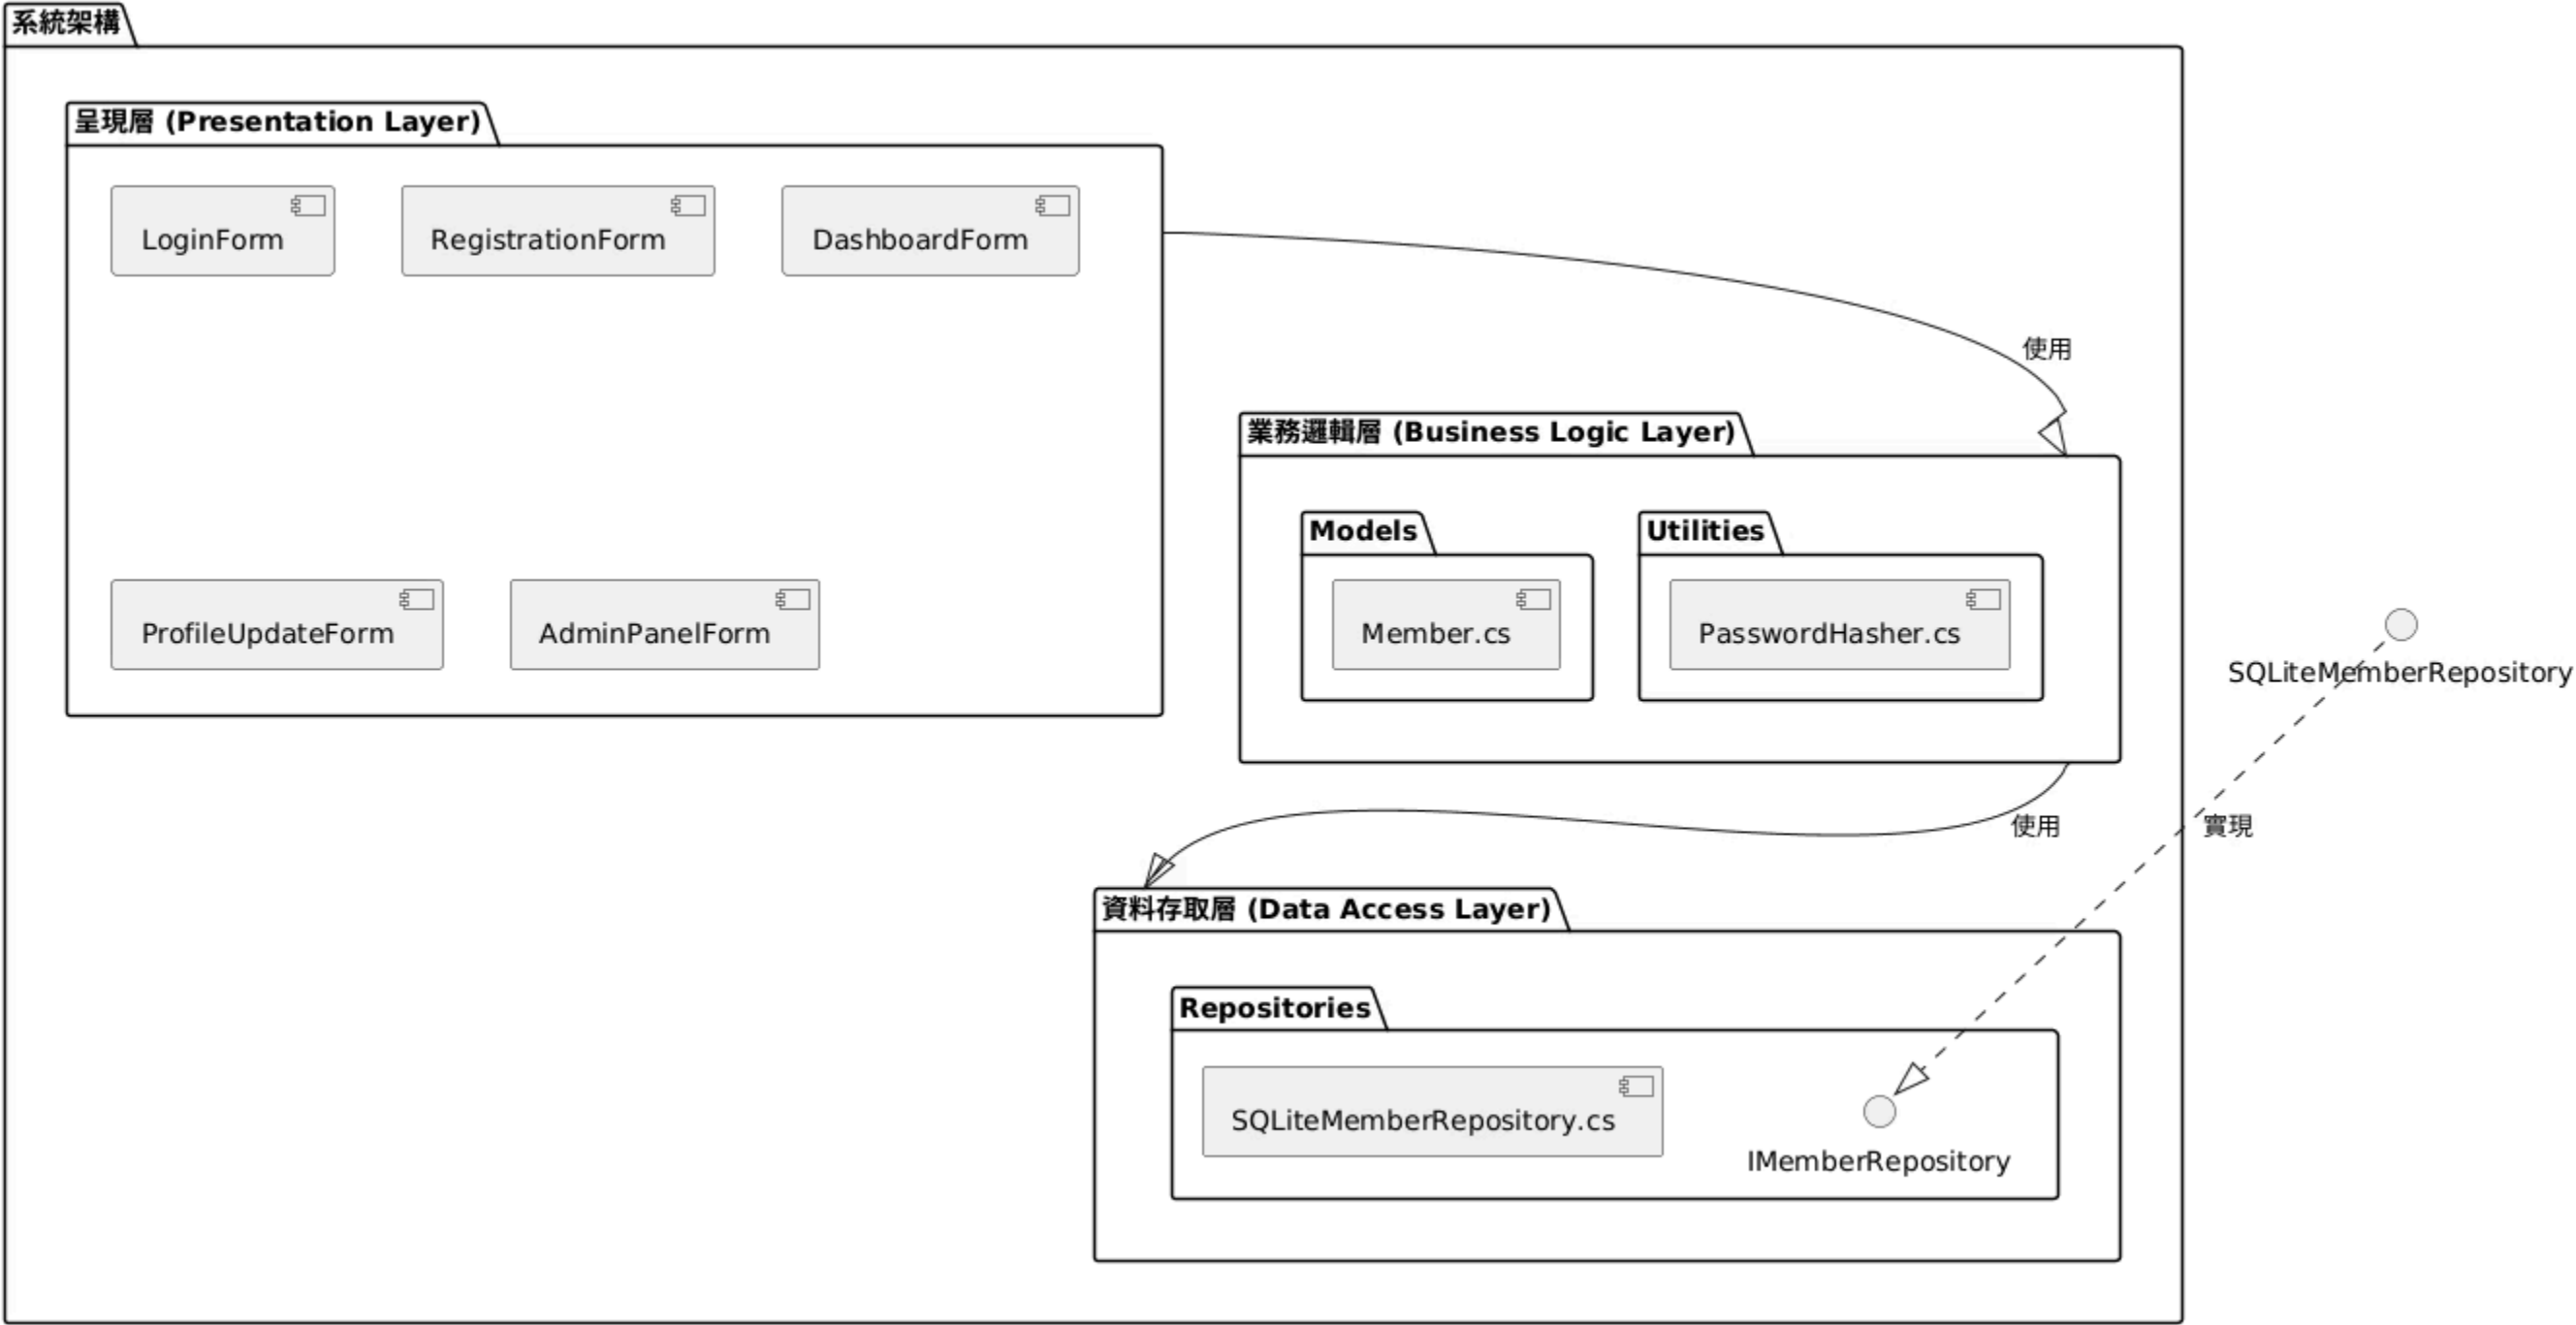 系統架構
呈現層 (Presentation Layer)
LoginForm
RegistrationForm
DashboardForm
使用
業務邏輯層 (Business Logic Layer)
Models
Utilities
Member.cs
PasswordHasher.cs
ProfileUpdateForm
AdminPanelForm
SQLiteMemberRepository
使用
實現
資料存取層 (Data Access Layer)
Repositories
SQLiteMemberRepository.cs
IMemberRepository